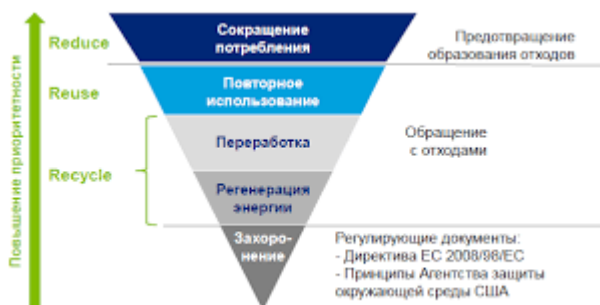 Повышение приоритетности
Reduce
Сокращение
потребления
Предотвращение
образования отходов
Reuse
Повторное
использование
Recycle
Переработка
Регенерация
энергии
Обращение
с отходами
Захоро-
нение
Регулирующие документы:
- Директива ЕС 2008/98/ЕС
- Принципы Агентства защиты
окружающей среды США